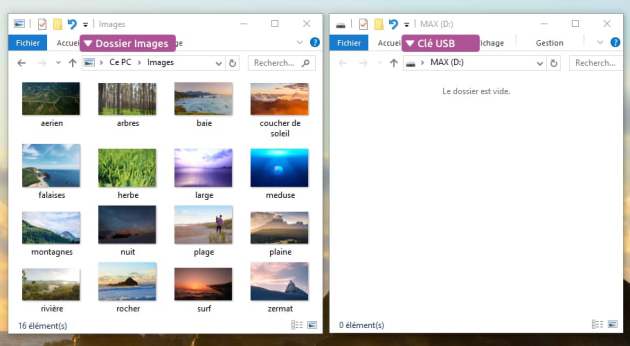 Images
Fichier Accuei Dossier Images ge
Ce PC Images Recherch...
aerien arbres baie coucher de soleil
falaises herbe large meduse
montagnes nuit plage plaine
rivière rocher surf zermat
16 élément(s)
MAX (D:)
Fichier Clé USB ichage Gestion
MAX (D:) Recherch...
Le dossier est vide.
0 élément(s)